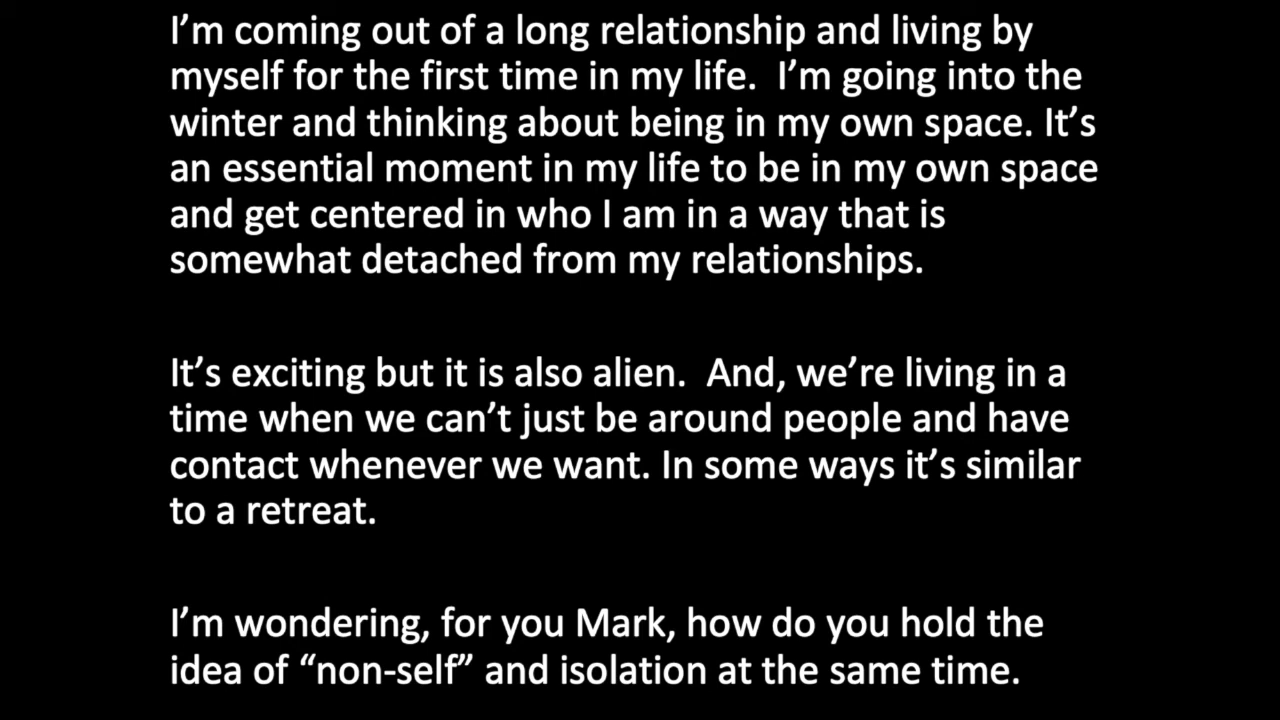 I’m coming out of a long relationship and living by
myself for the first time in my life.  I’m going into the
winter and thinking about being in my own space. It’s
an essential moment in my life to be in my own space
and get centered in who I am in a way that is
somewhat detached from my relationships.
It’s exciting but it is also alien.  And, we’re living in a
time when we can’t just be around people and have
contact whenever we want. In some ways it’s similar
to a retreat.
I’m wondering, for you Mark, how do you hold the
idea of “non-self” and isolation at the same time.